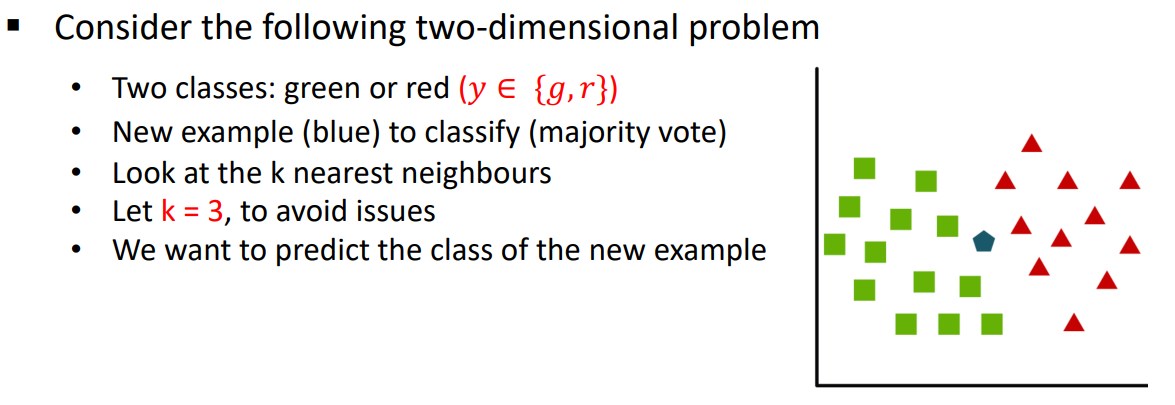 ▪ Consider the following two-dimensional problem
• Two classes: green or red (y ∈ {g, r})
• New example (blue) to classify (majority vote)
• Look at the k nearest neighbours
• Let k = 3, to avoid issues
• We want to predict the class of the new example